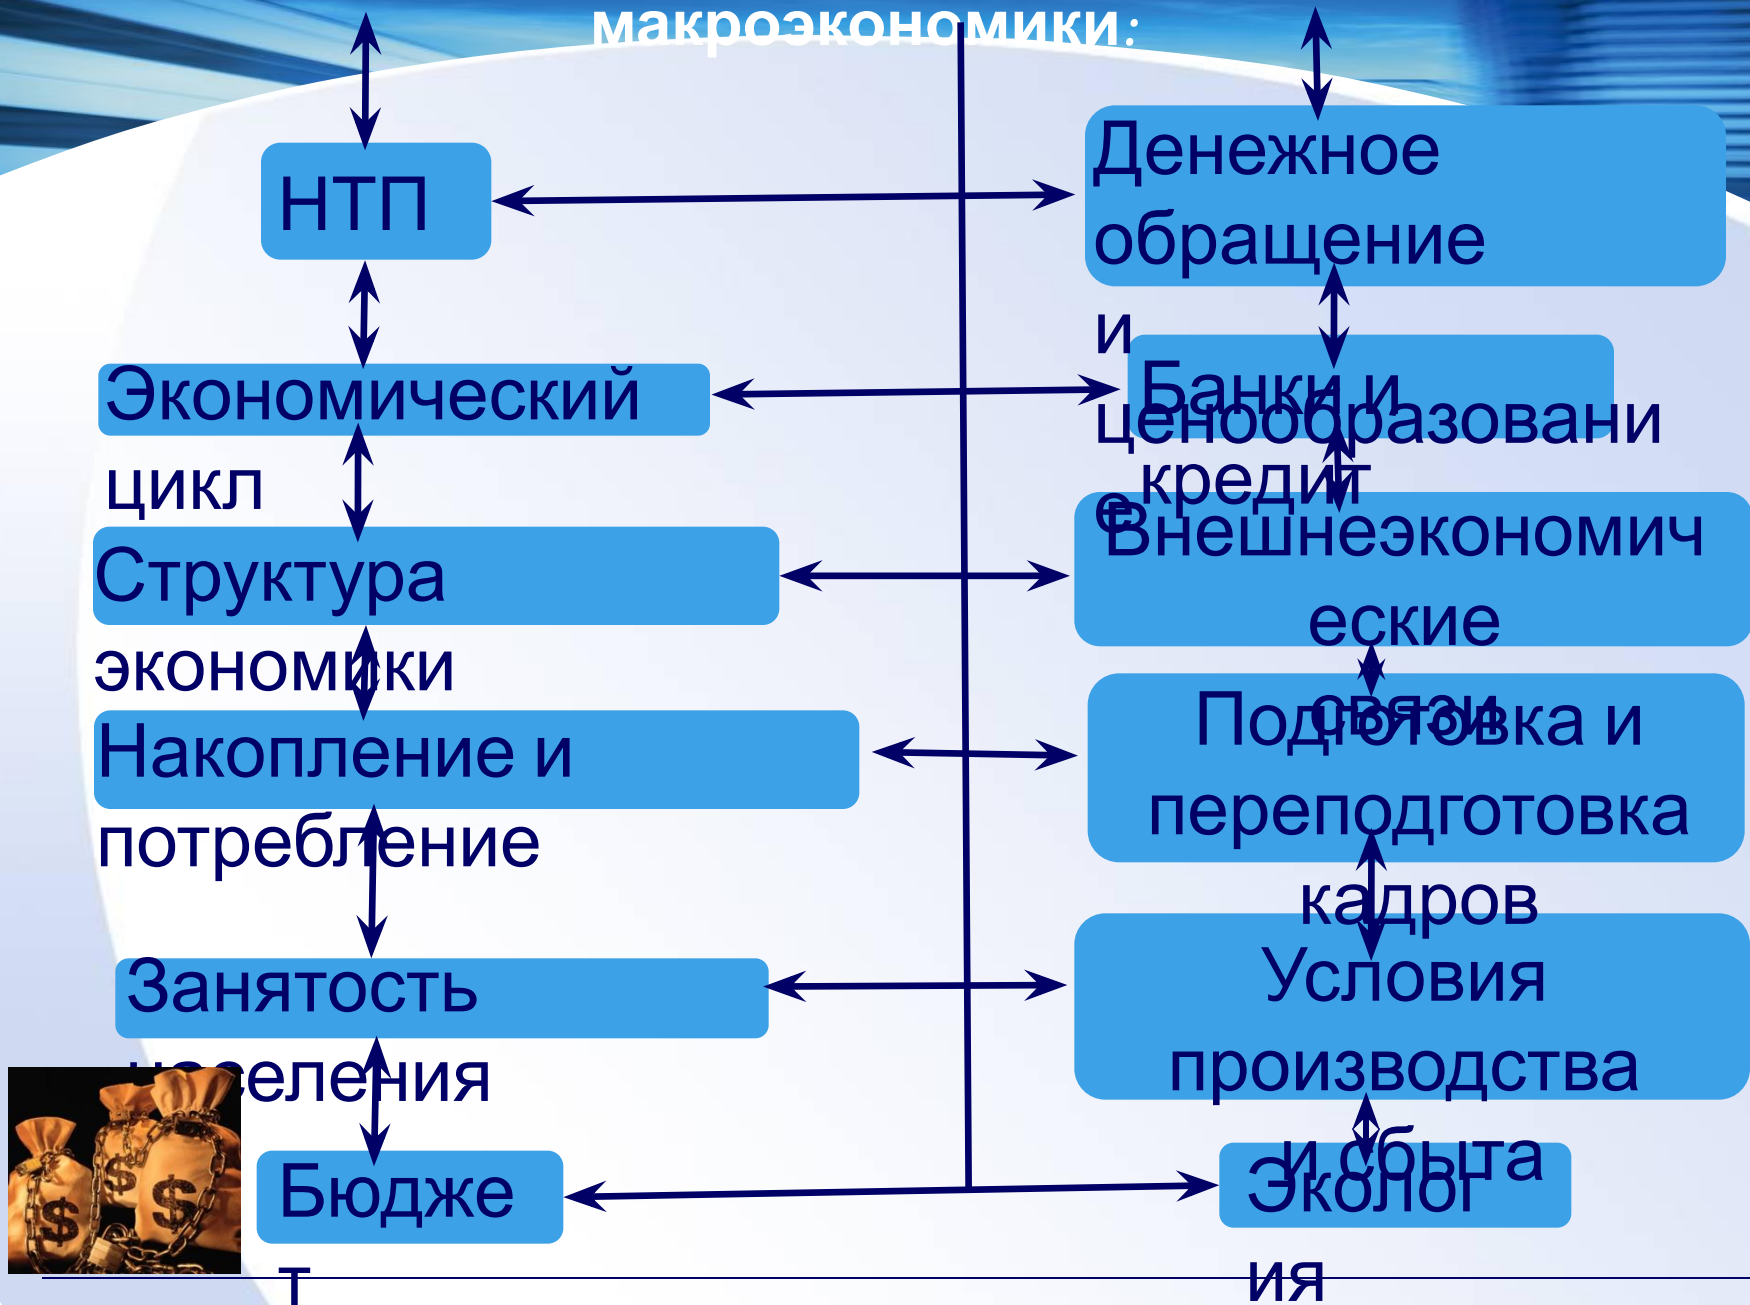 макроэкономики:
НТП
Экономический
цикл
Структура
экономики
Накопление и
потребление
Занятость
населения
Бюдже
т
Денежное
обращение
и
ценообразовани
е
Банки и
кредит
Внешнеэкономич
еские
связи
Подготовка и
переподготовка
кадров
Условия
производства
и сбыта
Эколог
ия
$
$
$